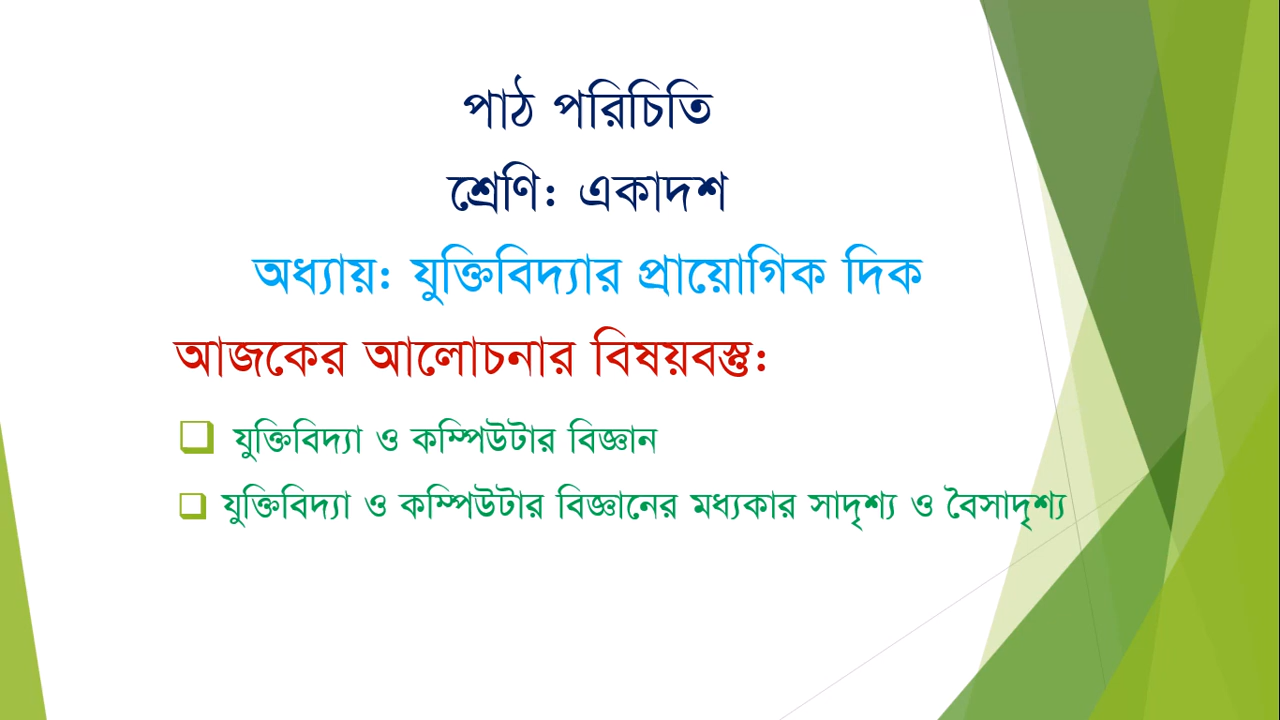 পাঠ পরিচিতি
শ্রেণি: একাদশ
অধ্যায়: যুক্তিবিদ্যার প্রায়োগিক দিক
আজকের আলোচনার বিষয়বস্তু:
যুক্তিবিদ্যা ও কম্পিউটার বিজ্ঞান
যুক্তিবিদ্যা ও কম্পিউটার বিজ্ঞানের মধ্যকার সাদৃশ্য ও বৈসাদৃশ্য